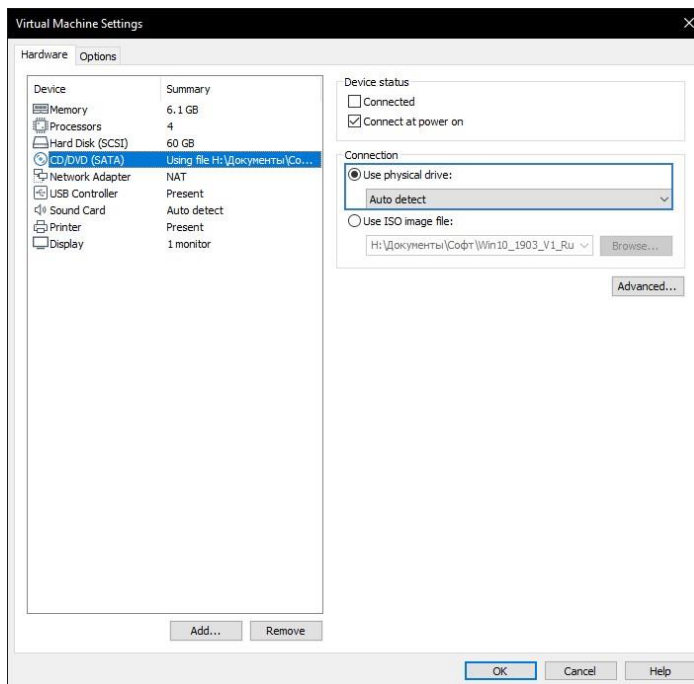 Virtual Machine Settings
Hardware Options
Device Summary
Memory 6.1 GB
Processors 4
Hard Disk (SCSI) 60 GB
CD/DVD (SATA) Using file H:\Документы\Со...
Network Adapter NAT
USB Controller Present
Sound Card Auto detect
Printer Present
Display 1 monitor
Add... Remove
Device status
Connected
Connect at power on
Connection
Use physical drive:
Auto detect
Use ISO image file:
H:\Документы\Софт\Win10_1903_V1_Ru Browse...
Advanced...
OK Cancel Help